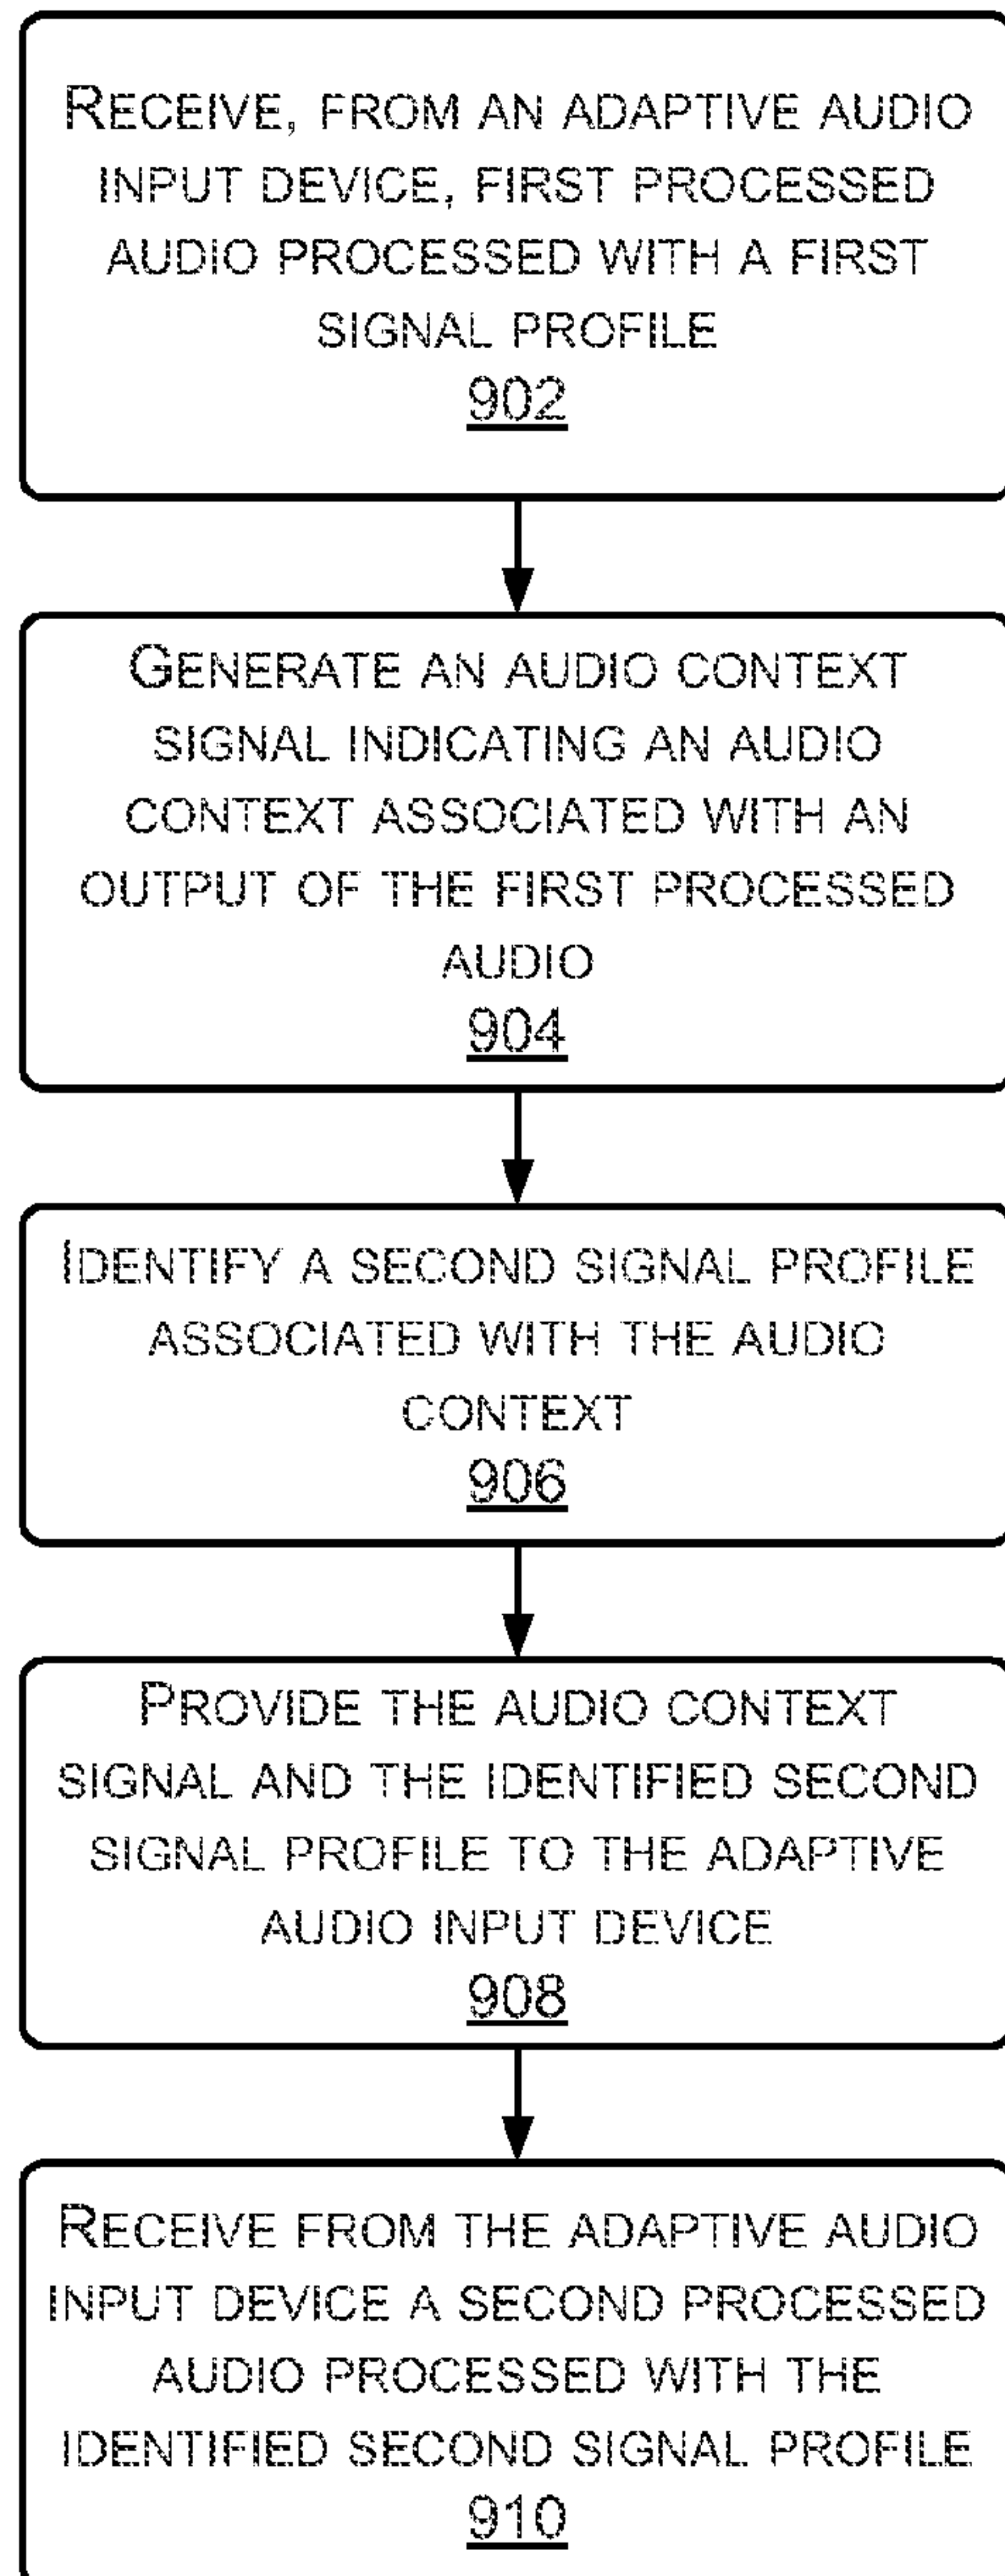 RECEIVE, FROM AN ADAPTIVE AUDIO
INPUT DEVICE, FIRST PROCESSED
AUDIO PROCESSED WITH A FIRST
SIGNAL PROFILE
902
GENERATE AN AUDIO CONTEXT
SIGNAL INDICATING AN AUDIO
CONTEXT ASSOCIATED WITH AN
OUTPUT OF THE FIRST PROCESSED
AUDIO
904
IDENTIFY A SECOND SIGNAL PROFILE
ASSOCIATED WITH THE AUDIO
CONTEXT
906
PROVIDE THE AUDIO CONTEXT
SIGNAL AND THE IDENTIFIED SECOND
SIGNAL PROFILE TO THE ADAPTIVE
AUDIO INPUT DEVICE
908
RECEIVE FROM THE ADAPTIVE AUDIO
INPUT DEVICE A SECOND PROCESSED
AUDIO PROCESSED WITH THE
IDENTIFIED SECOND SIGNAL PROFILE
910